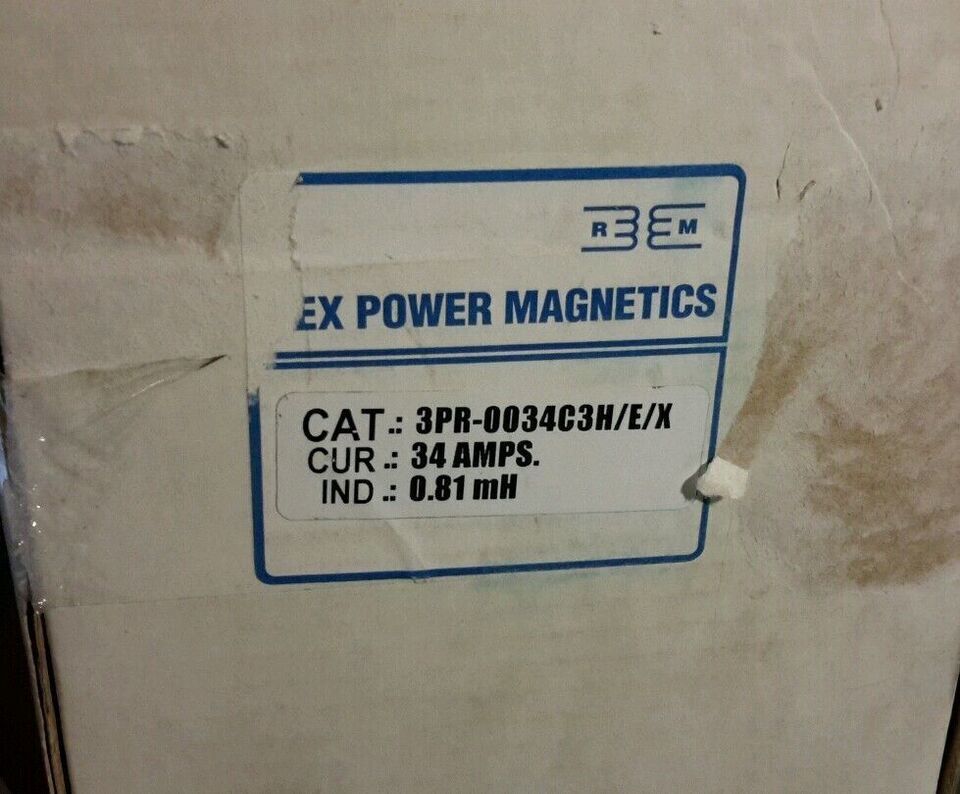 R M
EX POWER MAGNETICS
CAT.: 3PR-0034C3H/E/X
CUR.: 34 AMPS.
IND.: 0.81 mH